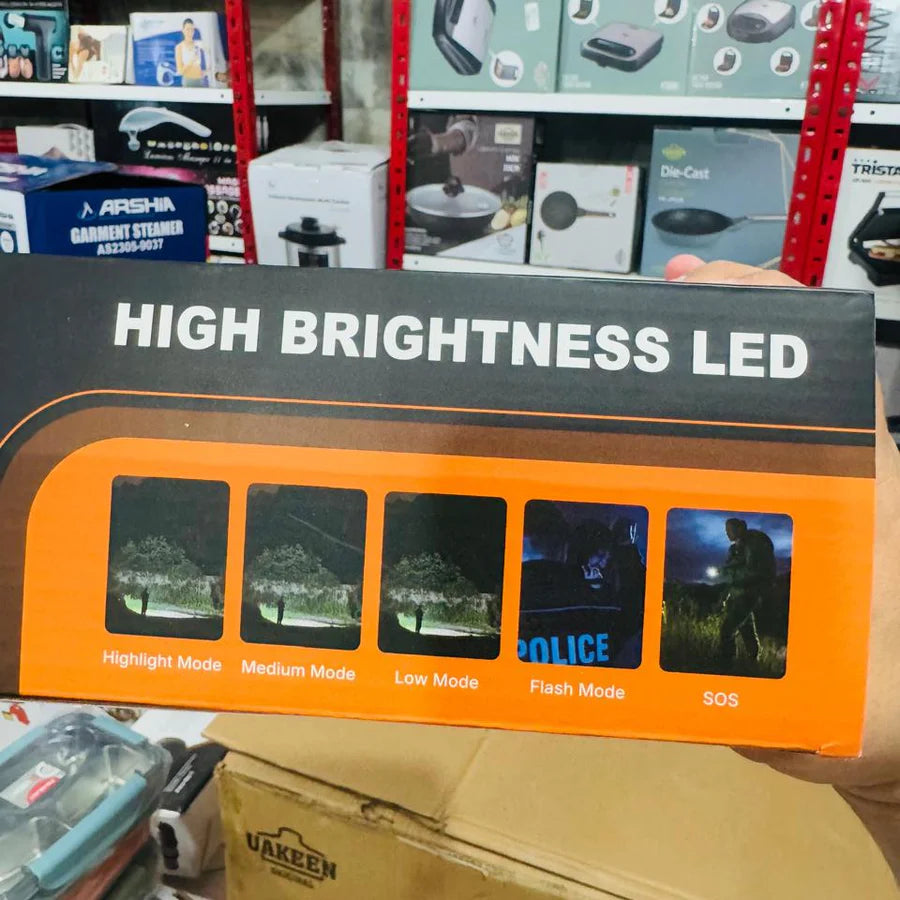 ARSHIA
GARMENT STEAMER
AS2305-9037
Die-Cast
TRISTA
HIGH BRIGHTNESS LED
POLICE
Highlight Mode
Medium Mode
Low Mode
Flash Mode
SOS
UAKEEN
ORIGINAL